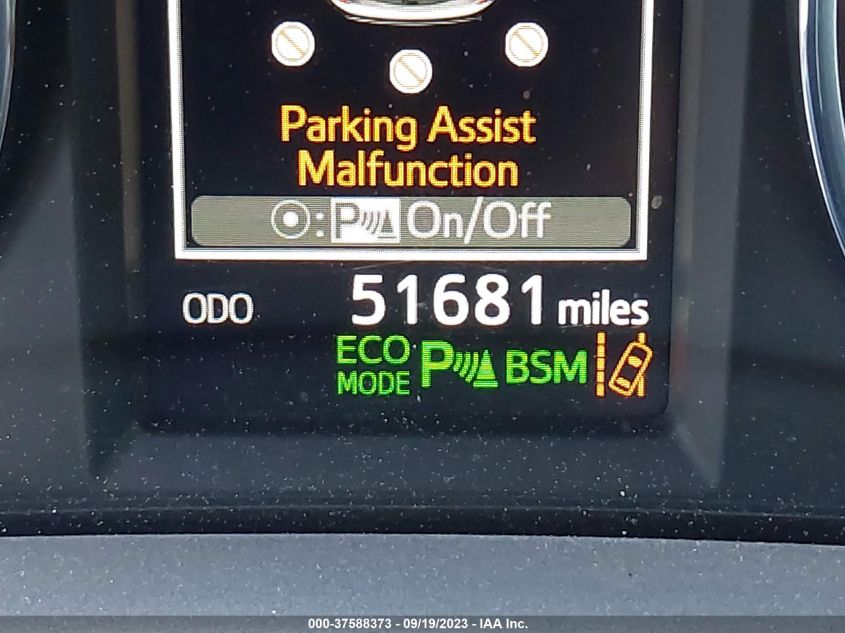 Parking Assist
Malfunction
: P On/Off
ODO 51681 miles
ECO
MODE
P BSM
000-37588373 - 09/19/2023 - IAA Inc.